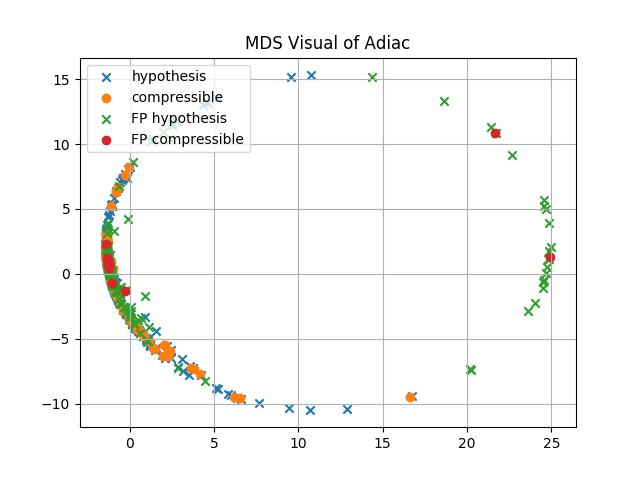 MDS Visual of Adiac
hypothesis
compressible
FP hypothesis
FP compressible
15
10
5
0
−5
−10
0 5 10 15 20 25